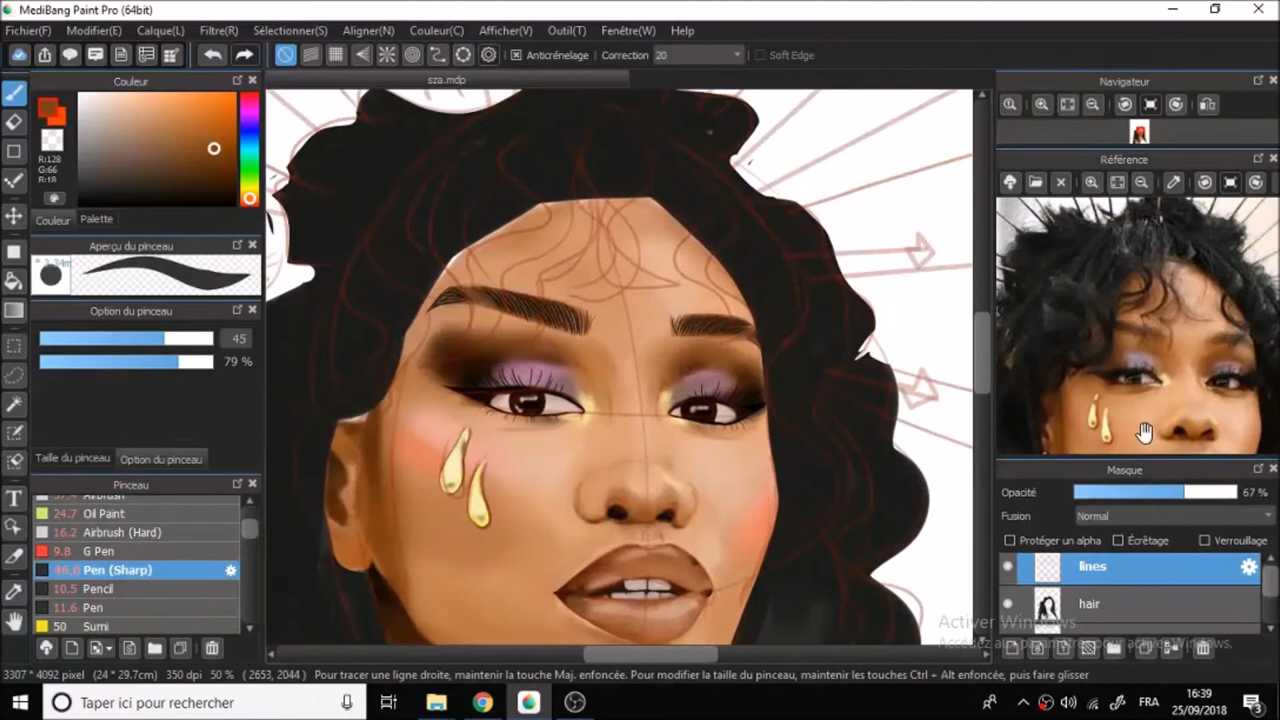 MediBang Paint Pro (64bit)
Fichier(F) Modifier(E) Calque(L) Filtre(R) Sélectionner(S) Aligner(N) Couleur(C) Afficher(V) Outil(T) Fenêtre(W) Help
Anticrénelage Correction 20 Soft Edge
Couleur
sza.mdp
Navigateur
R:128
G:66
B:18
Couleur Palette
Référence
Aperçu du pinceau
Option du pinceau
45
79 %
Taille du pinceau Option du pinceau
Pinceau
Airbrush
24.7 Oil Paint
16.2 Airbrush (Hard)
9.8 G Pen
46.0 Pen (Sharp)
10.5 Pencil
11.6 Pen
50 Sumi
Masque
Opacité 67 %
Fusion Normal
Protéger un alpha Écrêtage Verrouillage
lines
hair
Activer Windows
3307 * 4092 pixel (24 * 29.7cm) 350 dpi 50 % (2653, 2044) Pour tracer une ligne droite, maintenir la touche Maj. enfoncée. Pour modifier la taille du pinceau, maintenir les touches Ctrl + Alt enfoncée, puis faire glisser
Taper ici pour rechercher
FRA
16:39
25/09/2018
3